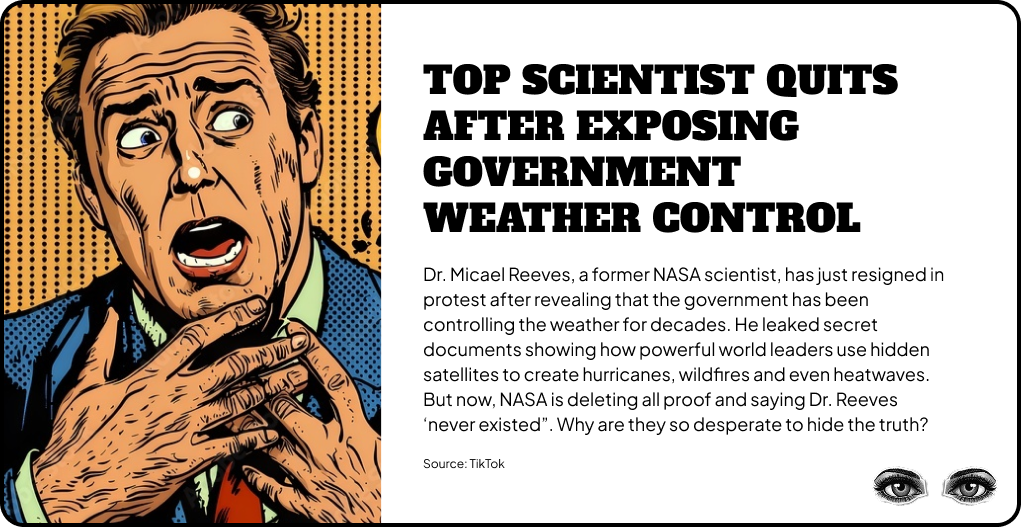 TOP SCIENTIST QUITS
AFTER EXPOSING
GOVERNMENT
WEATHER CONTROL
Dr. Micael Reeves, a former NASA scientist, has just resigned in
protest after revealing that the government has been
controlling the weather for decades. He leaked secret
documents showing how powerful world leaders use hidden
satellites to create hurricanes, wildfires and even heatwaves.
But now, NASA is deleting all proof and saying Dr. Reeves
‘never existed”. Why are they so desperate to hide the truth?
Source: TikTok